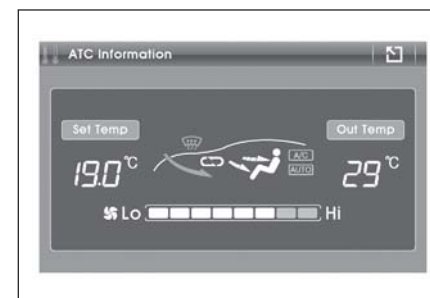 ATC Information
Set Temp
Out Temp
A/C
AUTO
19.0°C
29°C
Lo
Hi